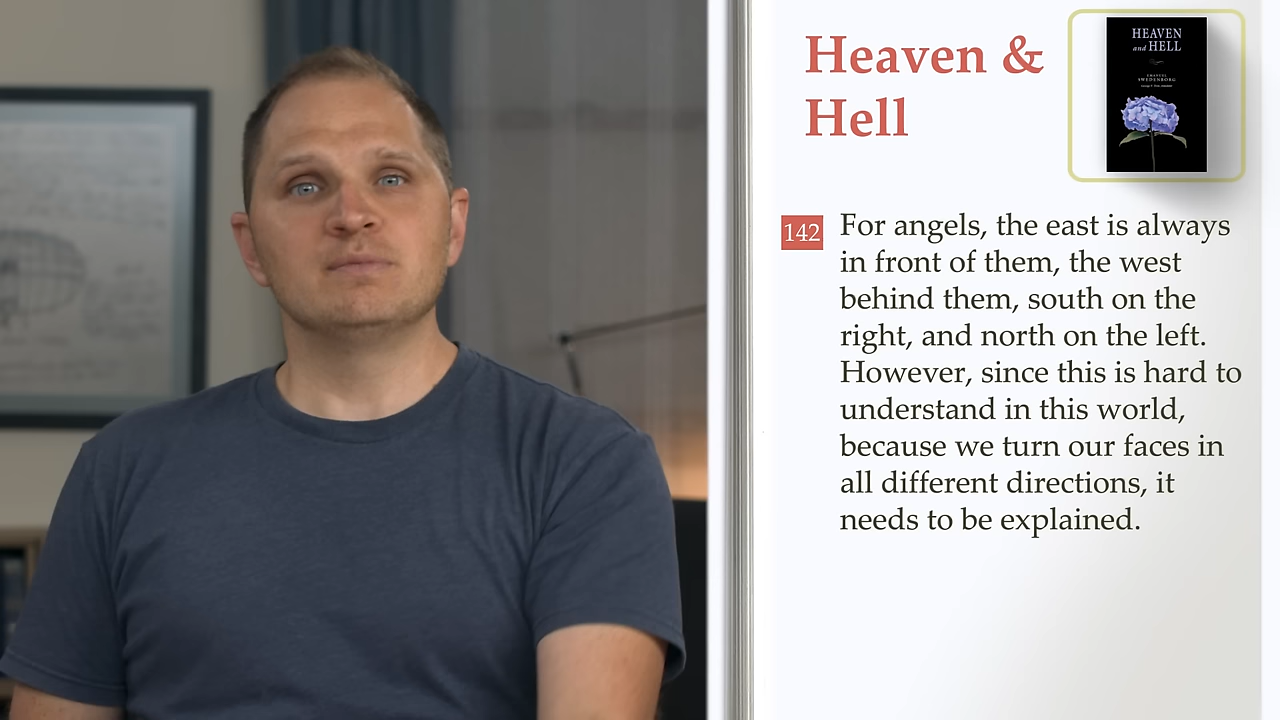 Heaven &
Hell
HEAVEN
and HELL
EMANUEL
SWEDENBORG
142
For angels, the east is always
in front of them, the west
behind them, south on the
right, and north on the left.
However, since this is hard to
understand in this world,
because we turn our faces in
all different directions, it
needs to be explained.